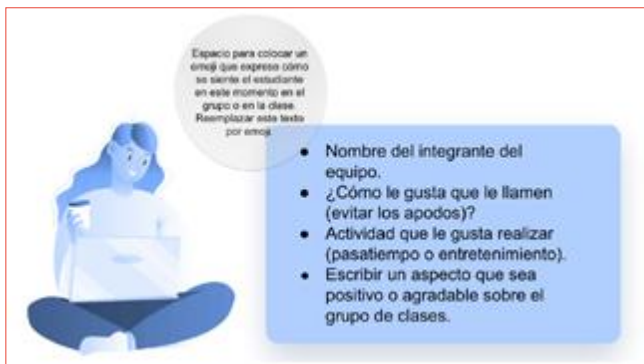 Espacio para colocar un
emoji que exprese cómo
se siente el estudiante
en este momento en el
grupo o en la clase.
Reemplazar este texto
por emoji.
● Nombre del integrante del
equipo.
● ¿Cómo le gusta que le llamen
(evitar los apodos)?
● Actividad que le gusta realizar
(pasatiempo o entretenimiento).
● Escribir un aspecto que sea
positivo o agradable sobre el
grupo de clases.